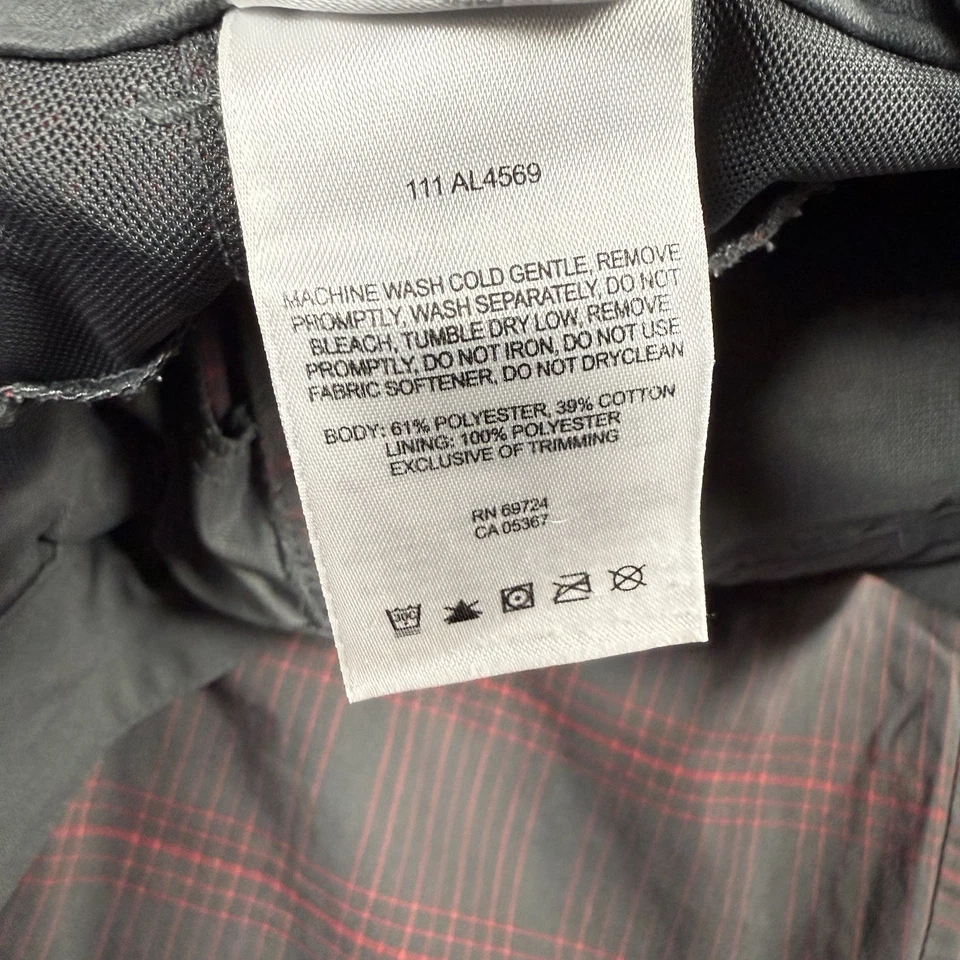 111 AL4569
MACHINE WASH COLD GENTLE, REMOVE
PROMPTLY, WASH SEPARATELY, DO NOT
BLEACH, TUMBLE DRY LOW, REMOVE
PROMPTLY, DO NOT IRON, DO NOT USE
FABRIC SOFTENER, DO NOT DRYCLEAN
BODY: 61% POLYESTER, 39% COTTON
LINING: 100% POLYESTER
EXCLUSIVE OF TRIMMING
RN 69724
CA 05367
30C